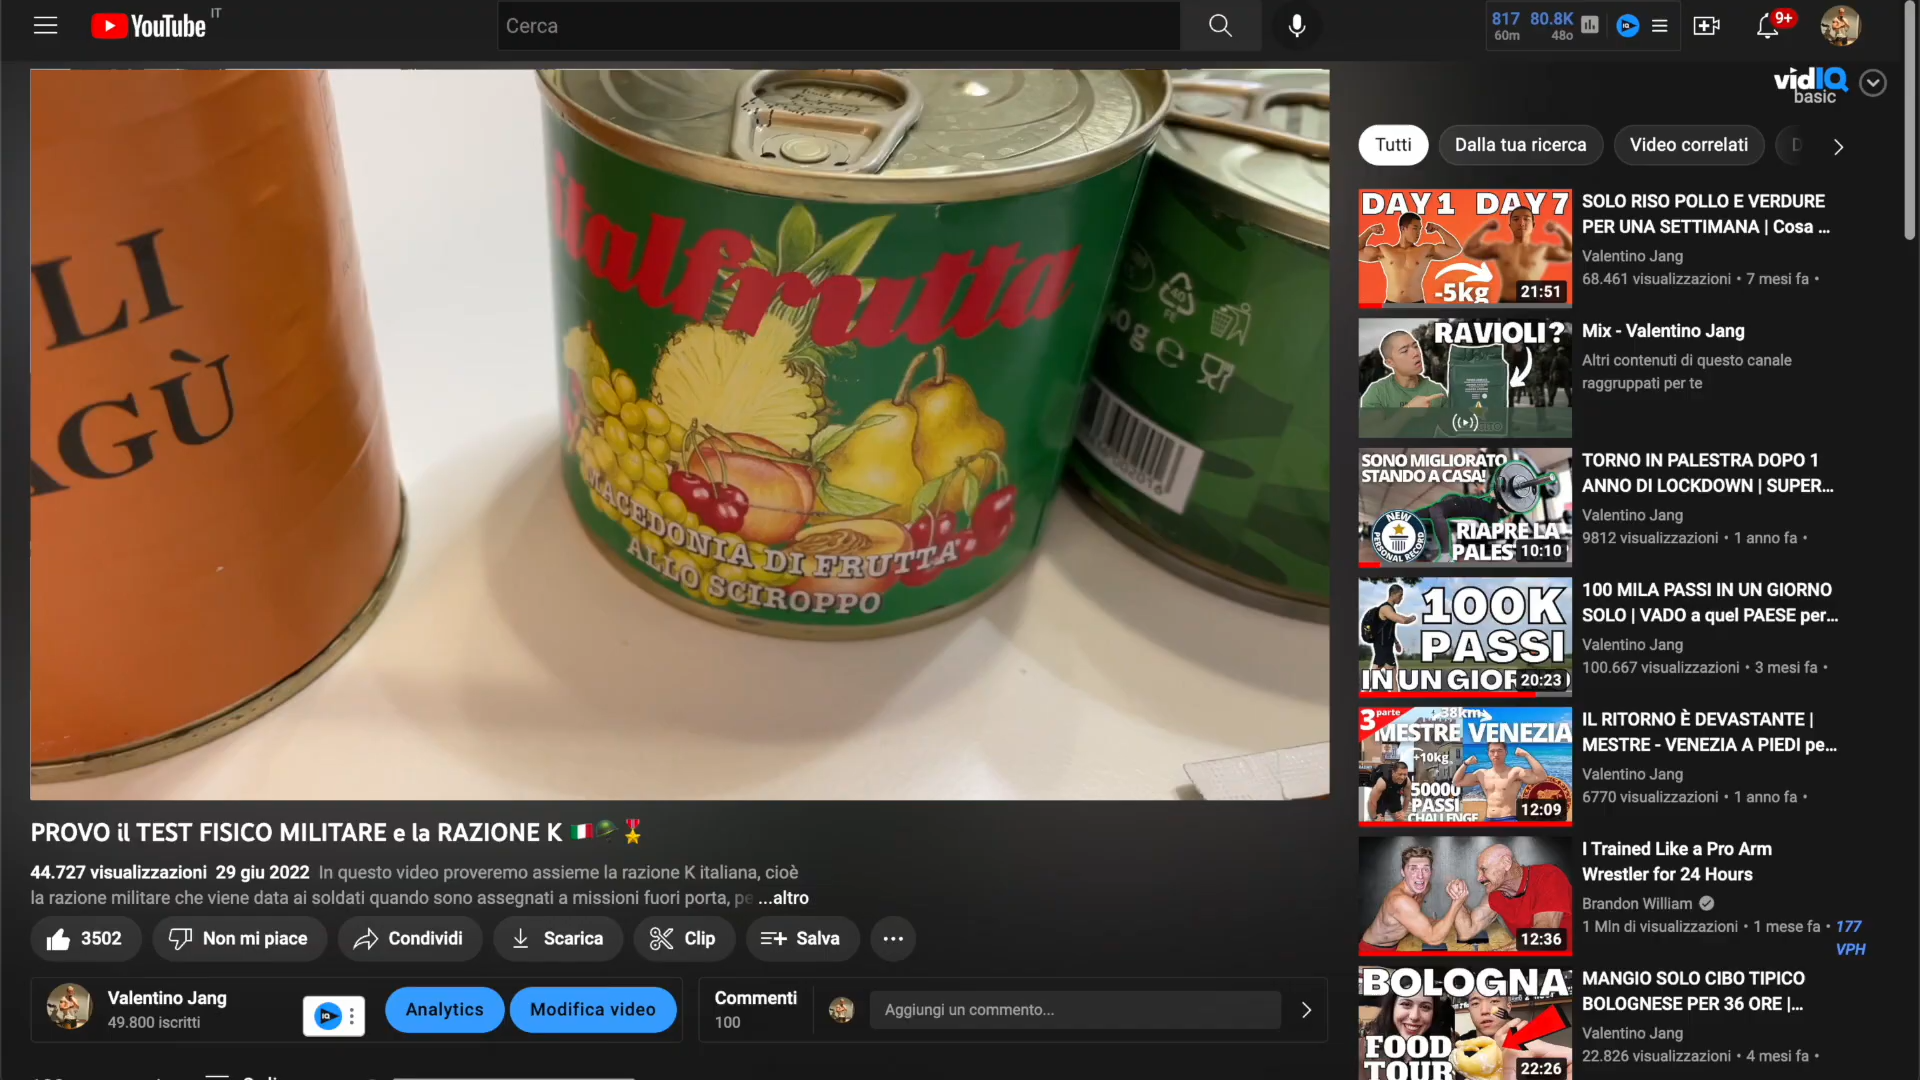 YouTube IT
Cerca
817 80.8K
60m 48o
9+
vidIQ
basic
Tutti
Dalla tua ricerca
Video correlati
D
LI
AGÙ
italfrutta
MACEDONIA DI FRUTTA
ALLO SCIROPPO
40
FE
0g e
PROVO il TEST FISICO MILITARE e la RAZIONE K
44.727 visualizzazioni 29 giu 2022 In questo video proveremo assieme la razione K italiana, cioè
la razione militare che viene data ai soldati quando sono assegnati a missioni fuori porta, pe ...altro
3502
Non mi piace
Condividi
Scarica
Clip
Salva
Valentino Jang
49.800 iscritti
Analytics
Modifica video
Commenti
100
Aggiungi un commento...
DAY 1 DAY 7
-5kg
21:51
SOLO RISO POLLO E VERDURE
PER UNA SETTIMANA | Cosa ...
Valentino Jang
68.461 visualizzazioni • 7 mesi fa •
RAVIOLI?
Mix - Valentino Jang
Altri contenuti di questo canale
raggruppati per te
SONO MIGLIORATO
STANDO A CASA!
NEW
PERSONAL RECORD
RIAPRE LA
PALES
10:10
TORNO IN PALESTRA DOPO 1
ANNO DI LOCKDOWN | SUPER...
Valentino Jang
9812 visualizzazioni • 1 anno fa •
100K
PASSI
IN UN GIOR
20:23
100 MILA PASSI IN UN GIORNO
SOLO | VADO a quel PAESE per...
Valentino Jang
100.667 visualizzazioni • 3 mesi fa •
3 parte
38km
MESTRE VENEZIA
+10kg
50000
PASSI
CHALLENGE
12:09
IL RITORNO È DEVASTANTE |
MESTRE - VENEZIA A PIEDI pe...
Valentino Jang
6770 visualizzazioni • 1 anno fa •
12:36
I Trained Like a Pro Arm
Wrestler for 24 Hours
Brandon William
1 Mln di visualizzazioni • 1 mese fa • 177
VPH
BOLOGNA
FOOD
TOUR
22:26
MANGIO SOLO CIBO TIPICO
BOLOGNESE PER 36 ORE |...
Valentino Jang
22.826 visualizzazioni • 4 mesi fa •